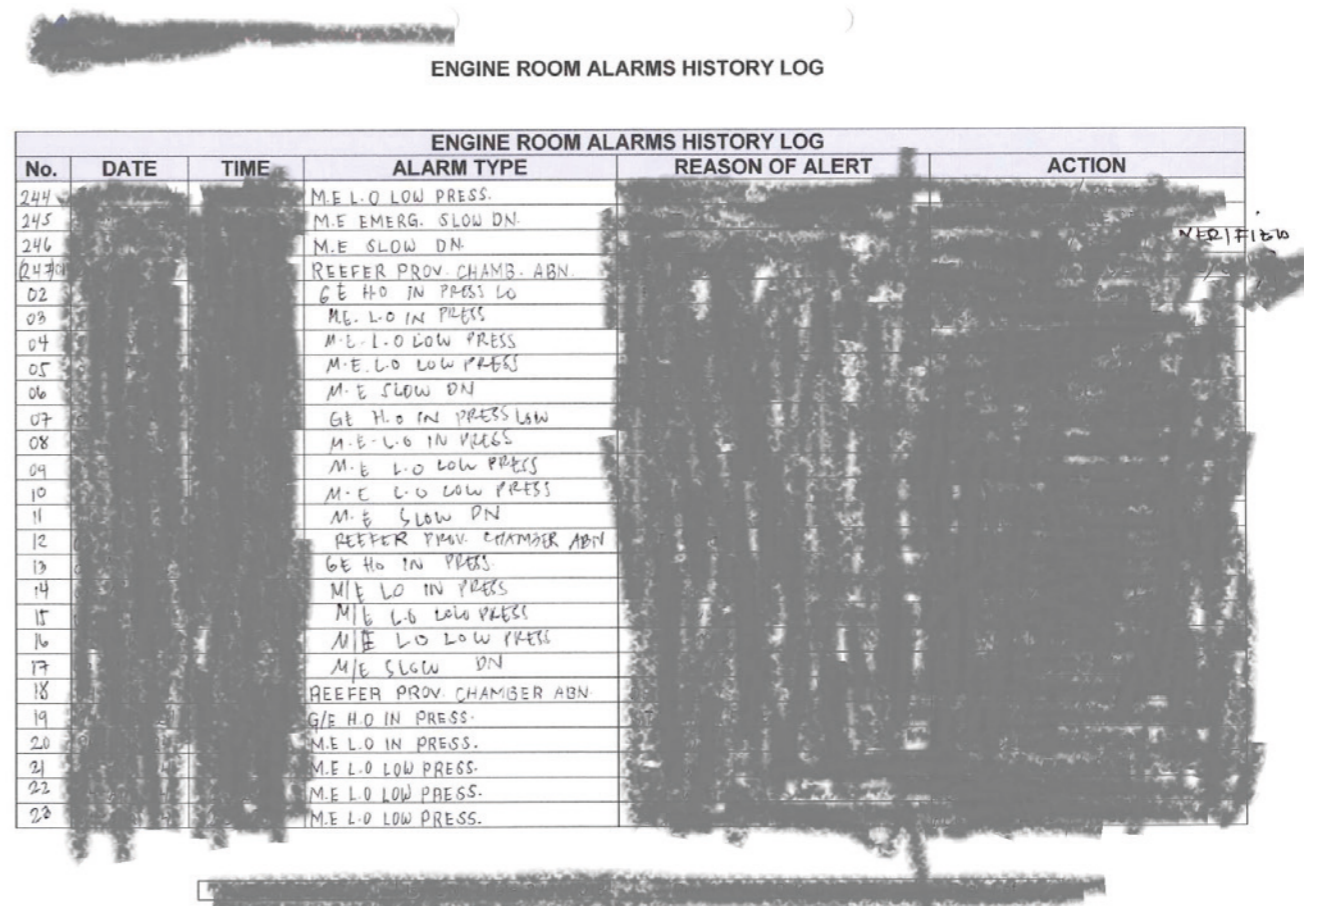 ENGINE ROOM ALARMS HISTORY LOG
ENGINE ROOM ALARMS HISTORY LOG
No. DATE TIME ALARM TYPE REASON OF ALERT ACTION
244 M.E L.O LOW PRESS.
245 M.E EMERG. SLOW DN.
246 M.E SLOW DN.
VERIFIED
(247)01 REEFER PROV. CHAMB. ABN.
02 GE HO IN PRESS LO
03 M.E. L.O IN PRESS
04 M.E. L.O LOW PRESS
05 M.E. L.O LOW PRESS
06 M.E SLOW DN
07 GE H.O IN PRESS LOW
08 M.E - L.O IN PRESS
09 M.E L.O LOW PRESS
10 M.E L.O LOW PRESS
11 M.E SLOW DN
12 REEFER PROV. CHAMBER ABN
13 GE HO IN PRESS.
14 M/E LO IN PRESS
15 M/E L.O LOW PRESS
16 M/E LO LOW PRESS
17 M/E SLOW DN
18 REEFER PROV. CHAMBER ABN.
19 G/E H.O IN PRESS.
20 M.E L.O IN PRESS.
21 M.E L.O LOW PRESS.
22 M.E L.O LOW PRESS.
23 M.E L.O LOW PRESS.